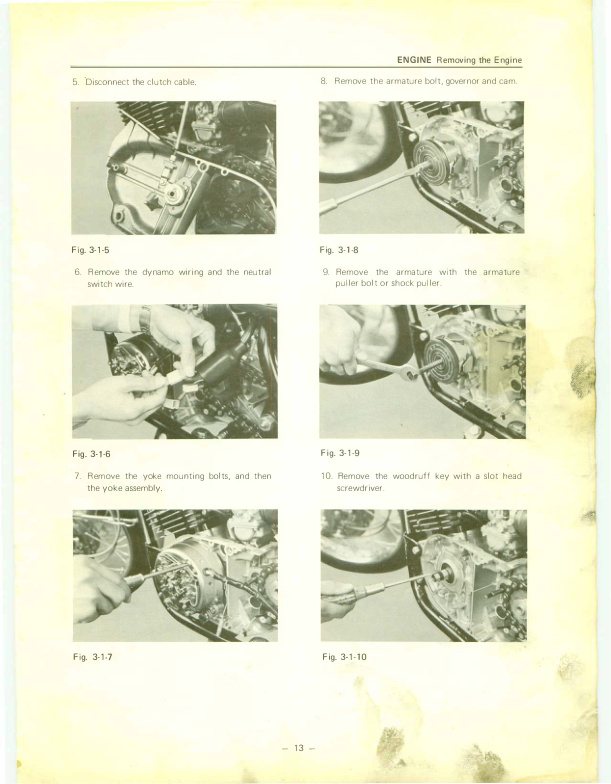 ENGINE Removing the Engine
5. Disconnect the clutch cable.
Fig. 3-1-5
6. Remove the dynamo wiring and the neutral
switch wire.
Fig. 3-1-6
7. Remove the yoke mounting bolts, and then
the yoke assembly.
Fig. 3-1-7
8. Remove the armature bolt, governor and cam.
Fig. 3-1-8
9. Remove the armature with the armature
puller bolt or shock puller.
Fig. 3-1-9
10. Remove the woodruff key with a slot head
screwdriver.
Fig. 3-1-10
– 13 –